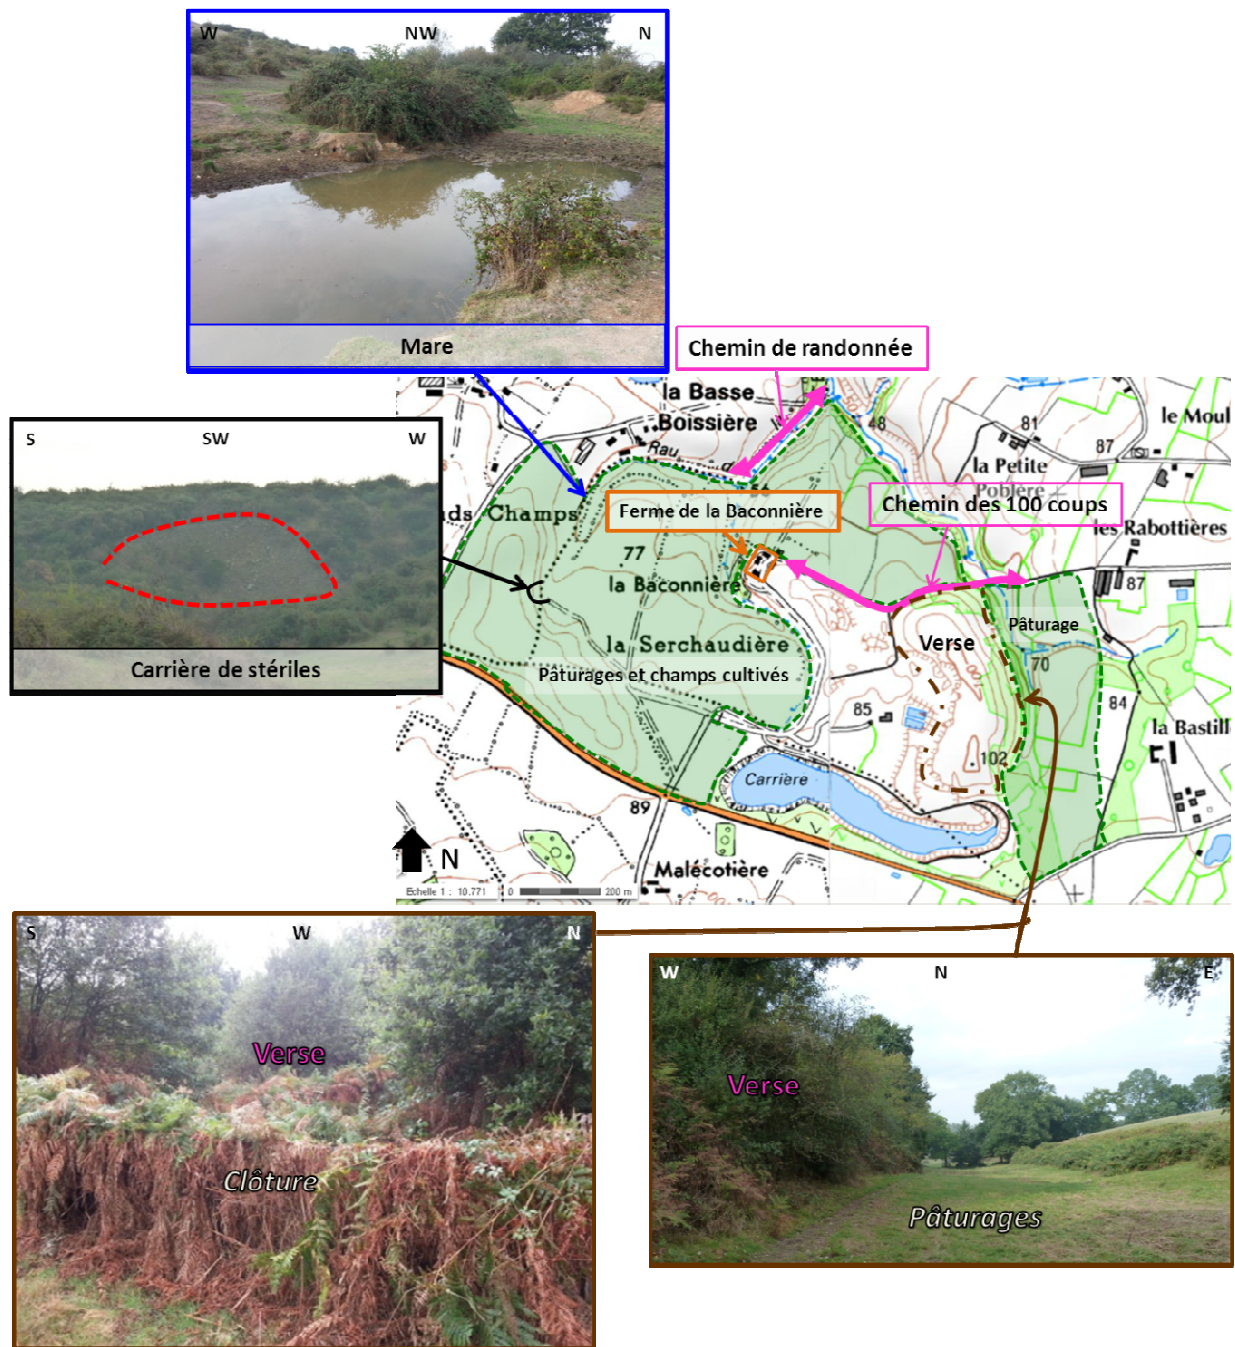 W NW N
Mare
Chemin de randonnée
S SW W
Carrière de stériles
la Basse
Boissière
48
81
87
le Moul
la Petite
Poblère
Rau
Ferme de la Baconnière
Chemin des 100 coups
uds Champs
les Rabottières
77
la Baconnière
87
Pâturage
Verse
la Serchaudière
70
Pâturages et champs cultivés
85
84
la Bastill
102
Carrière
89
N
Malécotière
Echelle 1 : 10.771 0 200 m
S W N
Verse
Clôture
W N E
Verse
Pâturages